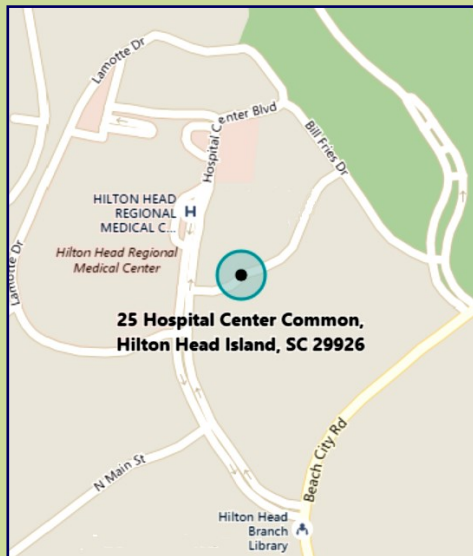 Lamotte Dr
Hospital Center Blvd
Bill Fries Dr
HILTON HEAD
REGIONAL
MEDICAL C...
H
Hilton Head Regional
Medical Center
Lamotte Dr
25 Hospital Center Common,
Hilton Head Island, SC 29926
N Main St
Beach City Rd
Hilton Head
Branch
Library